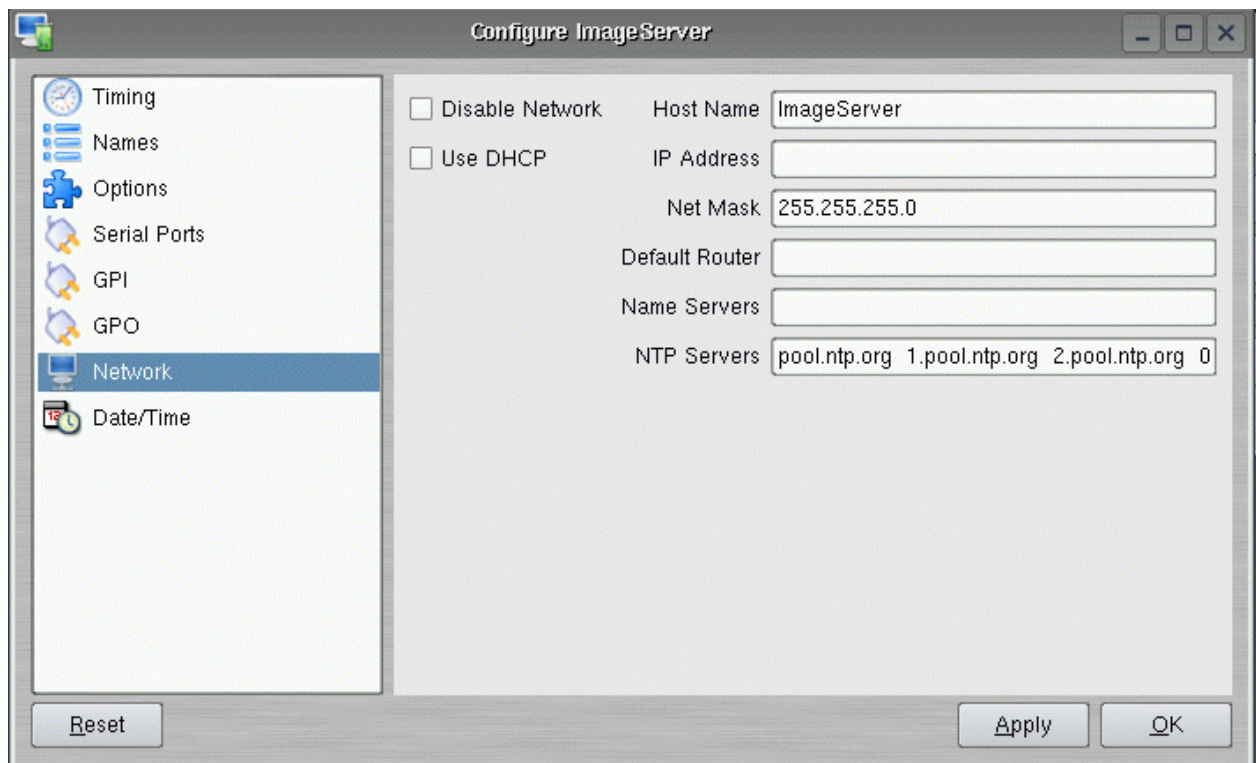 Configure ImageServer
Timing
Names
Options
Serial Ports
GPI
GPO
Network
Date/Time
Disable Network
Use DHCP
Host Name ImageServer
IP Address
Net Mask 255.255.255.0
Default Router
Name Servers
NTP Servers pool.ntp.org 1.pool.ntp.org 2.pool.ntp.org 0
Reset
Apply
OK